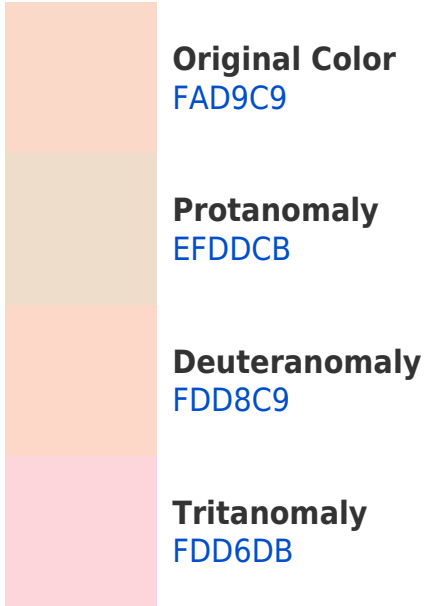 Original Color
FAD9C9
Protanomaly
EFDDCB
Deuteranomaly
FDD8C9
Tritanomaly
FDD6DB